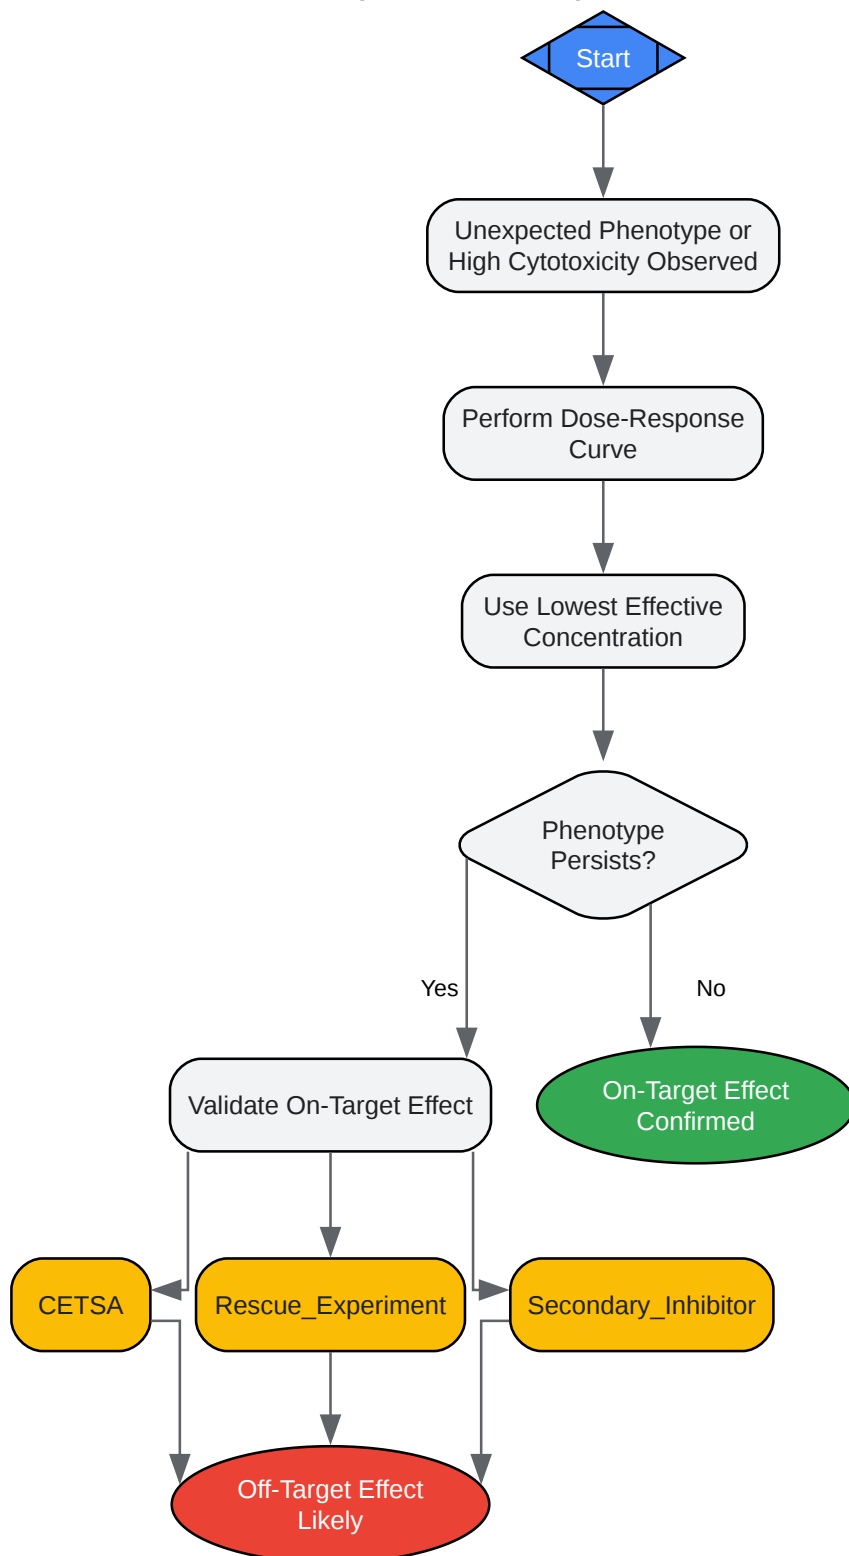 Start
Unexpected Phenotype or
High Cytotoxicity Observed
Perform Dose-Response
Curve
Use Lowest Effective
Concentration
Phenotype
Persists?
Yes
No
Validate On-Target Effect
On-Target Effect
Confirmed
CETSA
Rescue_Experiment
Secondary_Inhibitor
Off-Target Effect
Likely